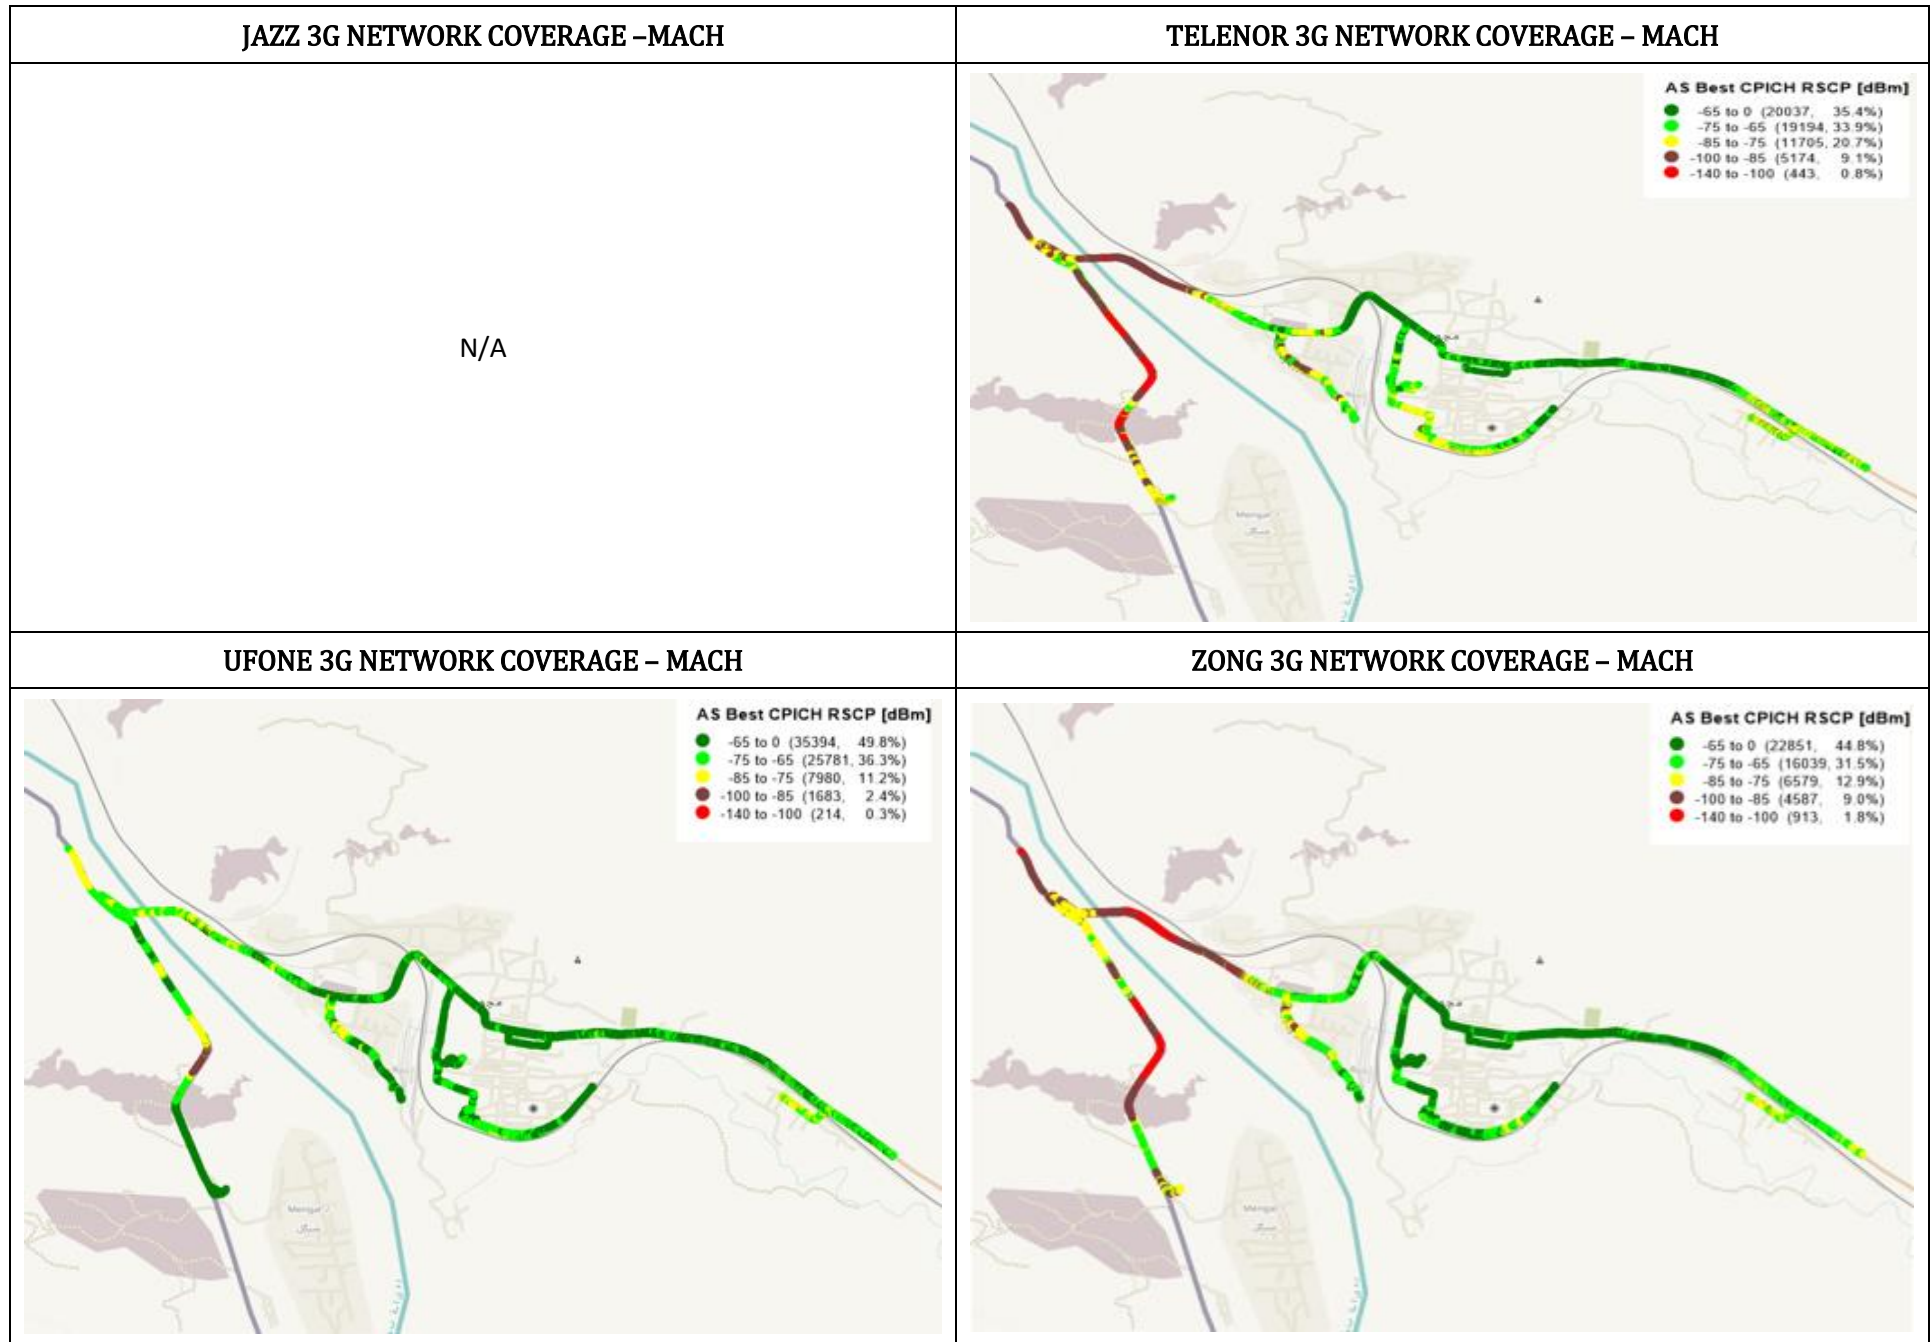 JAZZ 3G NETWORK COVERAGE –MACH
N/A
TELENOR 3G NETWORK COVERAGE – MACH
AS Best CPICH RSCP [dBm]
-65 to 0 (20037, 35.4%)
-75 to -65 (19194, 33.9%)
-85 to -75 (11705, 20.7%)
-100 to -85 (5174, 9.1%)
-140 to -100 (443, 0.8%)
Mengal
UFONE 3G NETWORK COVERAGE – MACH
AS Best CPICH RSCP [dBm]
-65 to 0 (35394, 49.8%)
-75 to -65 (25781, 36.3%)
-85 to -75 (7980, 11.2%)
-100 to -85 (1683, 2.4%)
-140 to -100 (214, 0.3%)
Mengal
ZONG 3G NETWORK COVERAGE – MACH
AS Best CPICH RSCP [dBm]
-65 to 0 (22851, 44.8%)
-75 to -65 (16039, 31.5%)
-85 to -75 (6579, 12.9%)
-100 to -85 (4587, 9.0%)
-140 to -100 (913, 1.8%)
Mengal